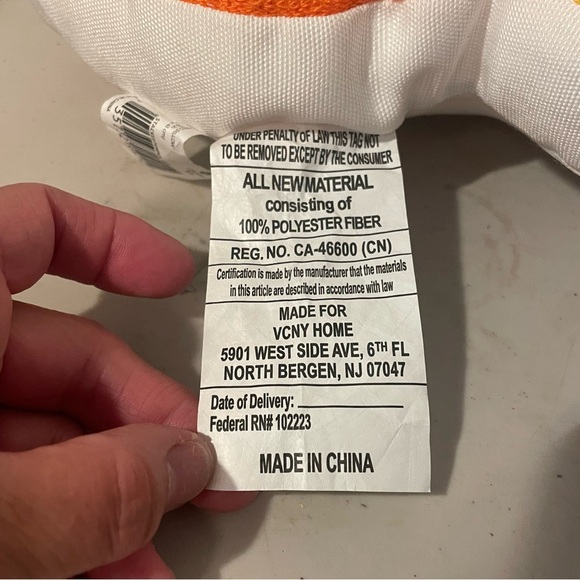 UNDER PENALTY OF LAW THIS TAG NOT
TO BE REMOVED EXCEPT BY THE CONSUMER
ALL NEW MATERIAL
consisting of
100% POLYESTER FIBER
REG. NO. CA-46600 (CN)
Certification is made by the manufacturer that the materials
in this article are described in accordance with law
MADE FOR
VCNY HOME
5901 WEST SIDE AVE, 6TH FL
NORTH BERGEN, NJ 07047
Date of Delivery:
Federal RN# 102223
MADE IN CHINA